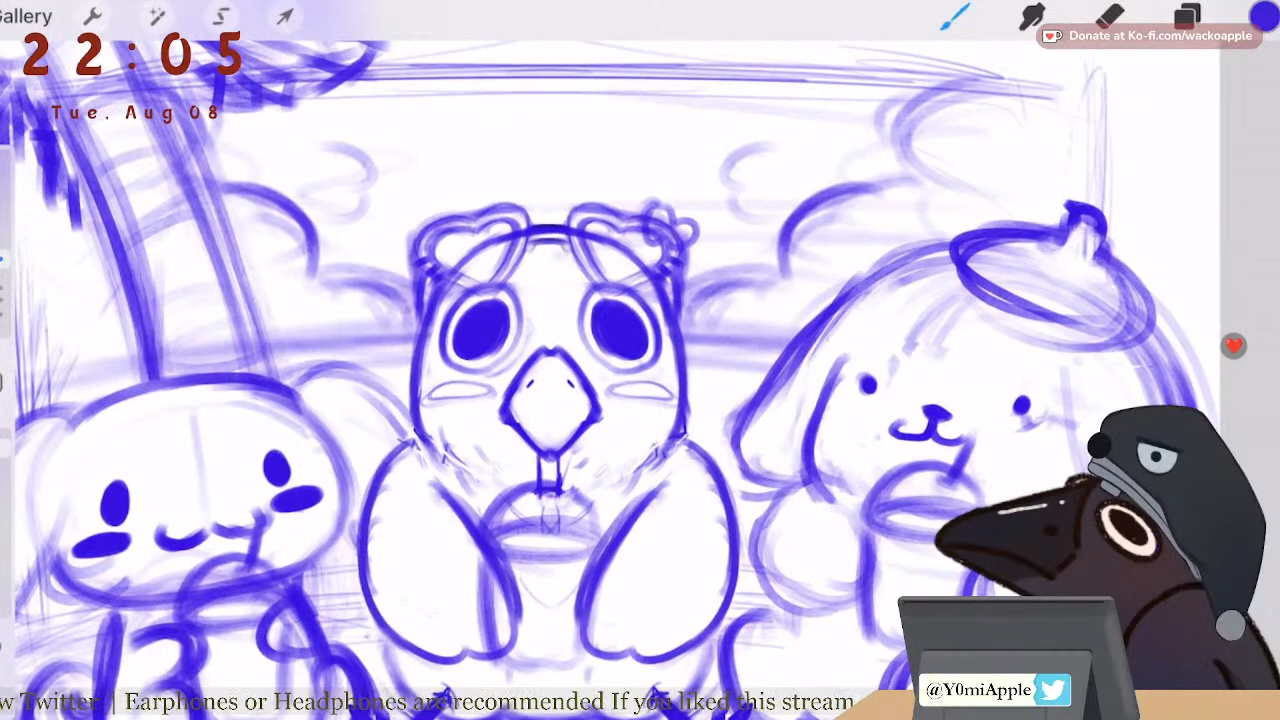 Gallery
22:05
Tue. Aug 08
Donate at Ko-fi.com/wackoapple
@Y0miApple
Twitter | Earphones or Headphones are recommended If you liked this stream